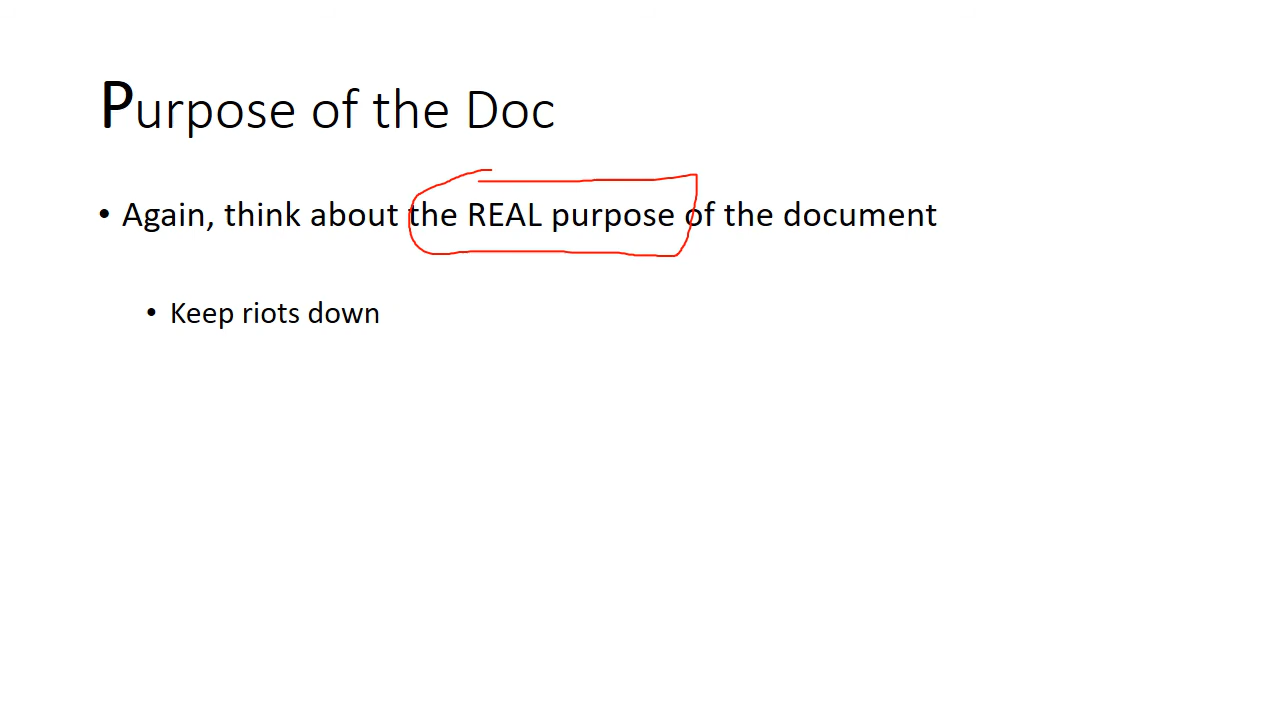 Purpose of the Doc
• Again, think about the REAL purpose of the document
• Keep riots down